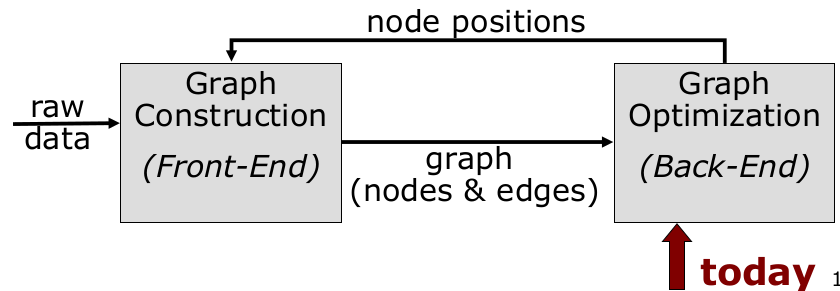 node positions
raw
data
Graph
Construction
(Front-End)
graph
(nodes & edges)
Graph
Optimization
(Back-End)
today
1